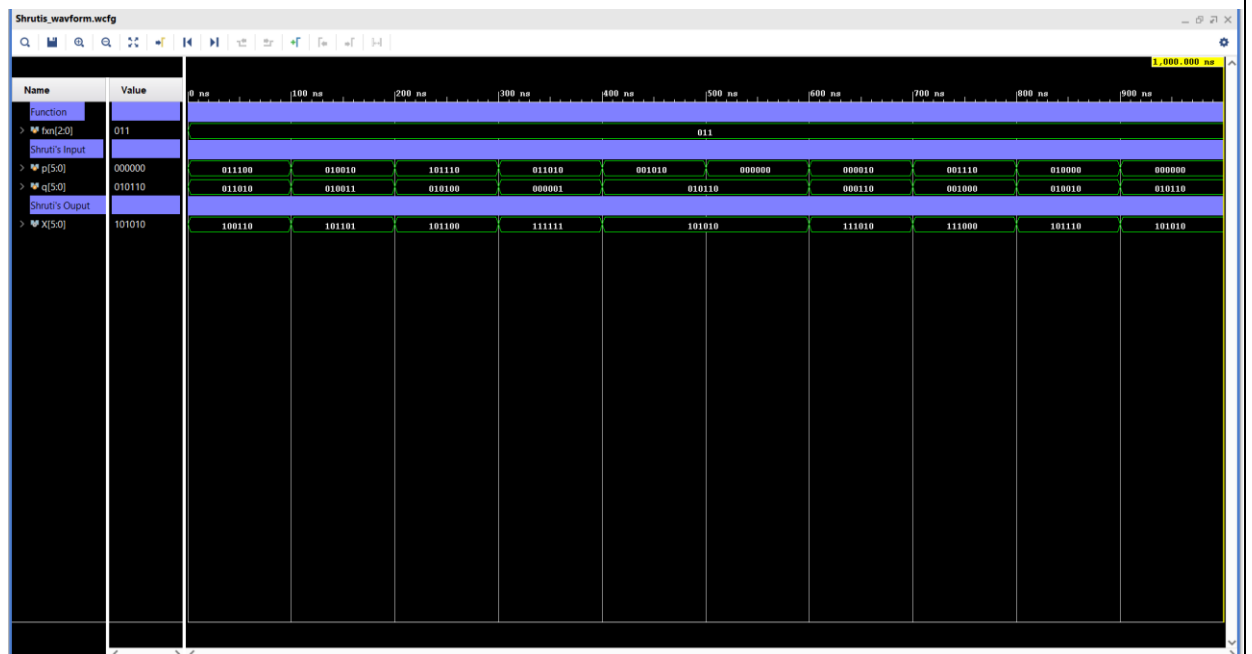 Shrutis_wavform.wcfg
1,000.000 ns
Name Value 0 ns 100 ns 200 ns 300 ns 400 ns 500 ns 600 ns 700 ns 800 ns 900 ns
Function
fxn[2:0] 011 011
Shruti's Input
p[5:0] 000000 011100 010010 101110 011010 001010 000000 000010 001110 010000 000000
q[5:0] 010110 011010 010011 010100 000001 010110 000110 001000 010010 010110
Shruti's Ouput
X[5:0] 101010 100110 101101 101100 111111 101010 111010 111000 101110 101010